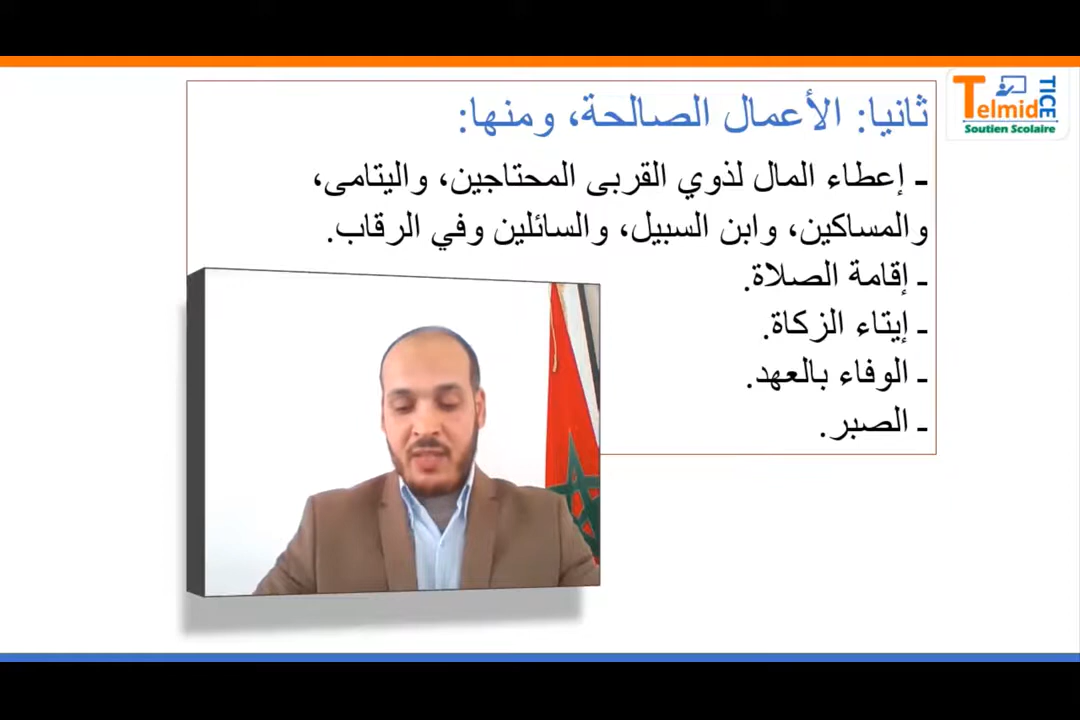 ثانيا: الأعمال الصالحة، ومنها:
ـ إعطاء المال لذوي القربى المحتاجين، واليتامى،
والمساكين، وابن السبيل، والسائلين وفي الرقاب.
ـ إقامة الصلاة.
ـ إيتاء الزكاة.
ـ الوفاء بالعهد.
ـ الصبر.
Telmid TICE
Soutien Scolaire